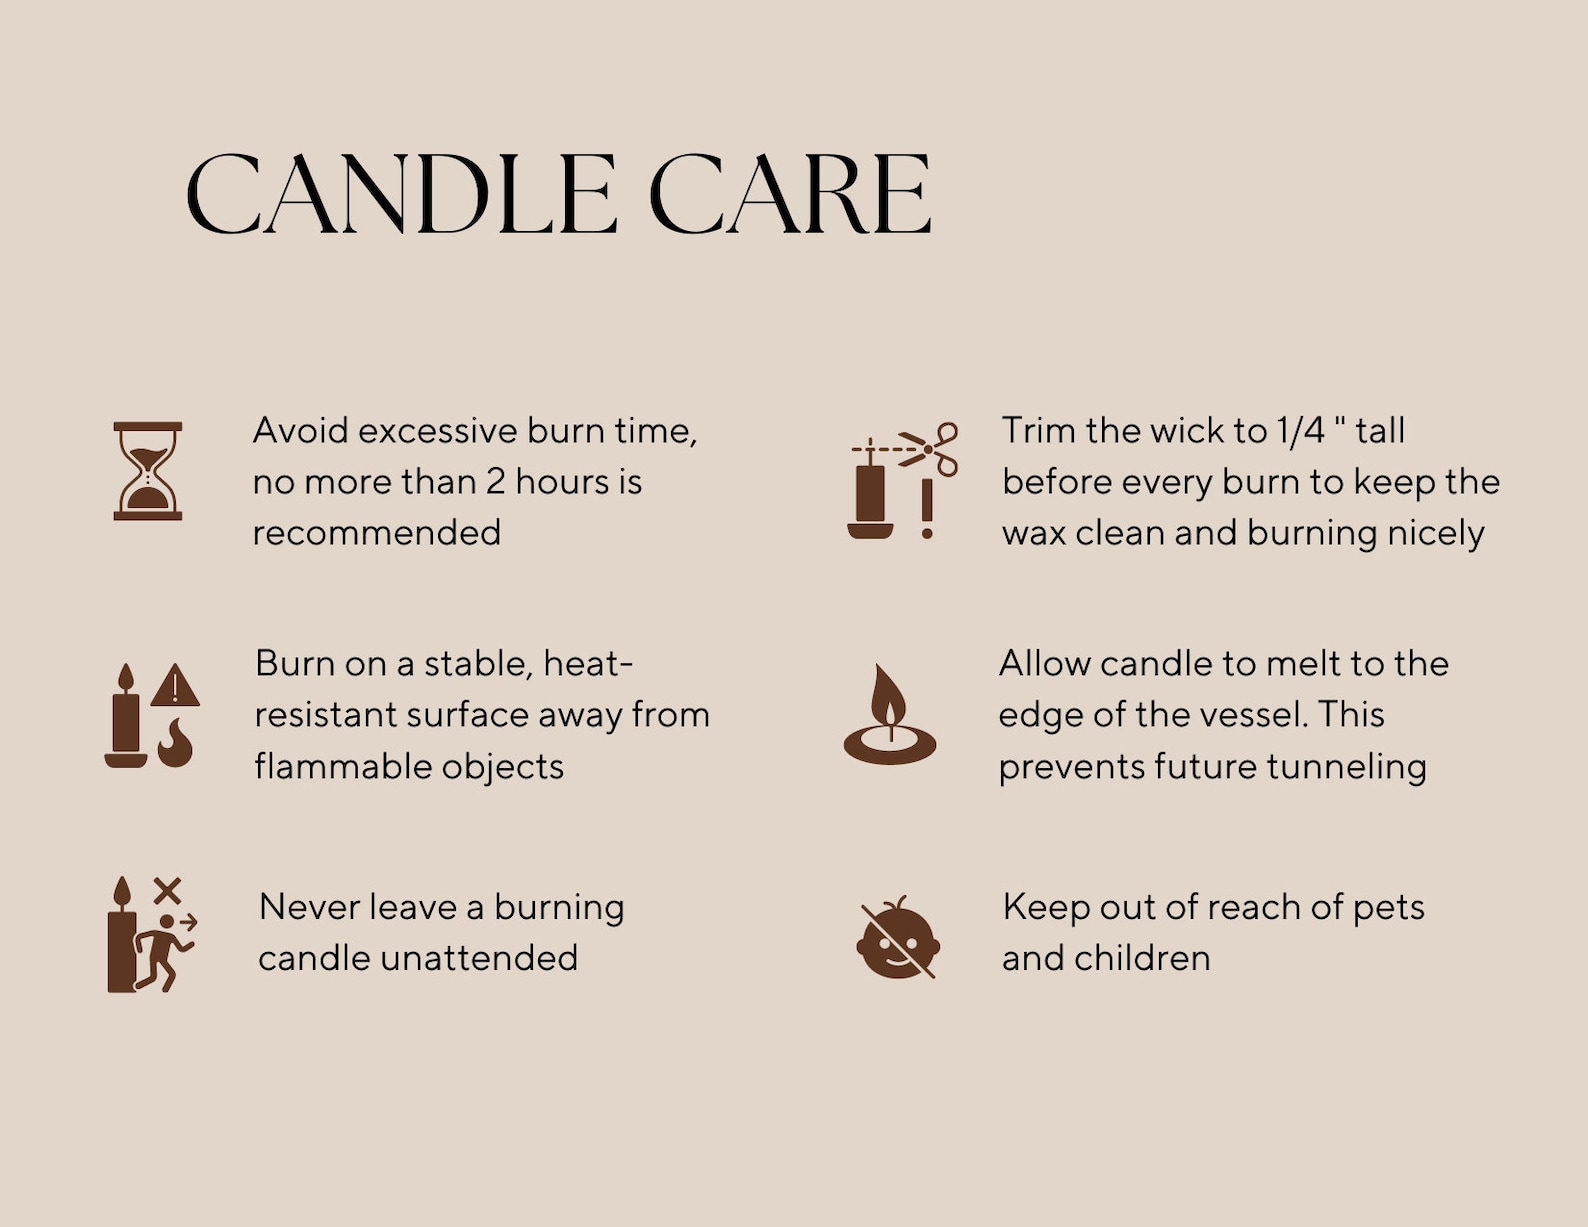 CANDLE CARE
Avoid excessive burn time,
no more than 2 hours is
recommended
Trim the wick to 1/4 " tall
before every burn to keep the
wax clean and burning nicely
Burn on a stable, heat-
resistant surface away from
flammable objects
Allow candle to melt to the
edge of the vessel. This
prevents future tunneling
Never leave a burning
candle unattended
Keep out of reach of pets
and children